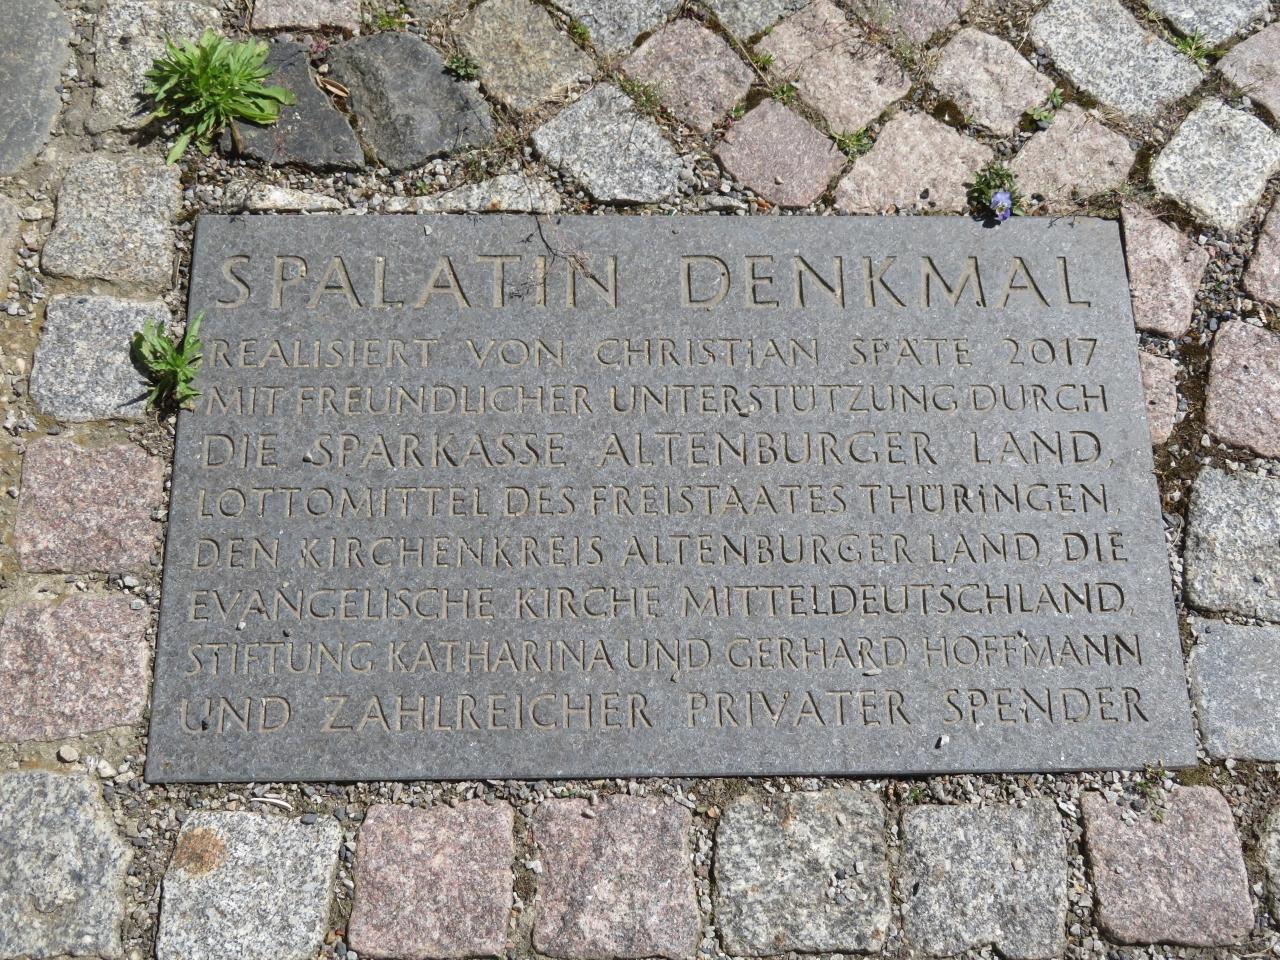 SPALATIN DENKMAL
REALISIERT VON CHRISTIAN SPÄTE 2017
MIT FREUNDLICHER UNTERSTÜTZUNG DURCH
DIE SPARKASSE ALTENBURGER LAND,
LOTTOMITTEL DES FREISTAATES THÜRINGEN,
DEN KIRCHENKREIS ALTENBURGER LAND, DIE
EVANGELISCHE KIRCHE MITTELDEUTSCHLAND,
STIFTUNG KATHARINA UND GERHARD HOFFMANN
UND ZAHLREICHER PRIVATER SPENDER